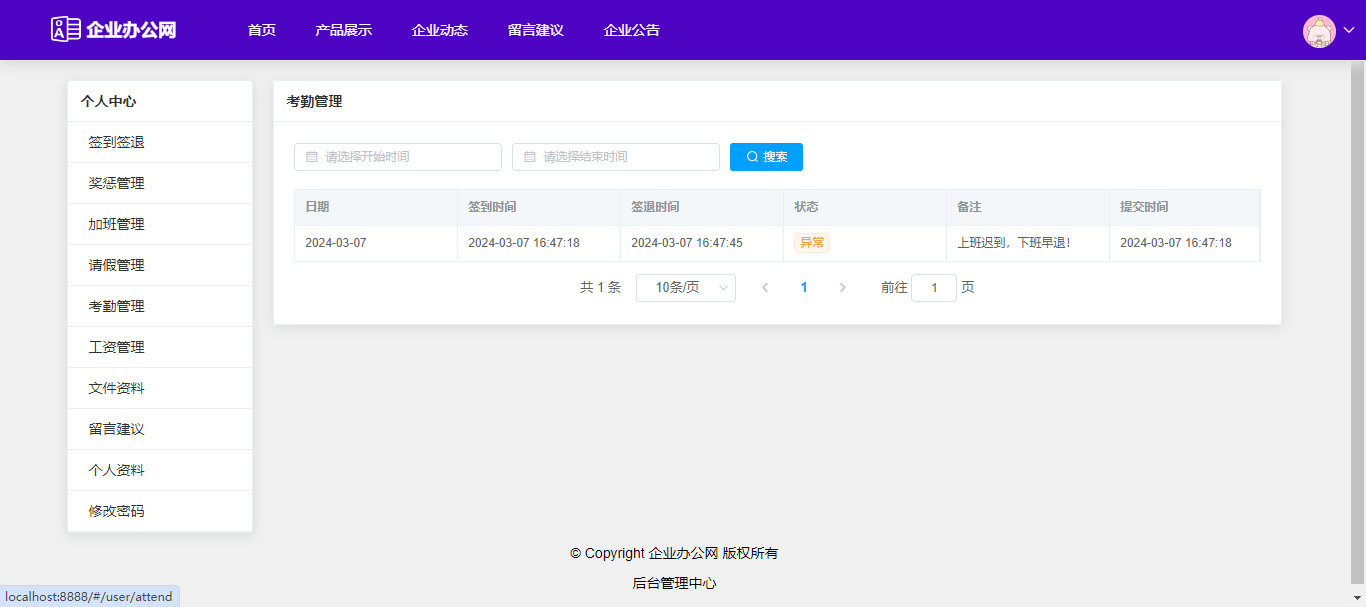 OA 企业办公网 首页 产品展示 企业动态 留言建议 企业公告
个人中心
签到签退
奖惩管理
加班管理
请假管理
考勤管理
工资管理
文件资料
留言建议
个人资料
修改密码
考勤管理
请选择开始时间 请选择结束时间 搜索
日期 签到时间 签退时间 状态 备注 提交时间
2024-03-07 2024-03-07 16:47:18 2024-03-07 16:47:45 异常 上班迟到，下班早退！ 2024-03-07 16:47:18
共 1 条 10条/页 1 前往 1 页
© Copyright 企业办公网 版权所有
后台管理中心
localhost:8888/#/user/attend